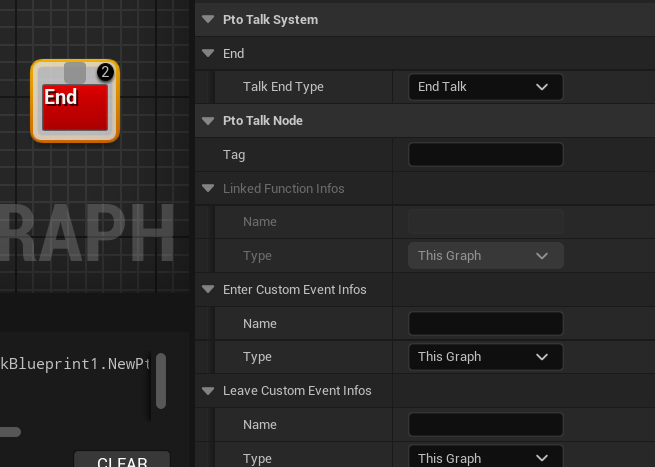 2
End
RAPH
kBlueprint1.NewPt
CLEAR
Pto Talk System
End
Talk End Type End Talk
Pto Talk Node
Tag
Linked Function Infos
Name
Type This Graph
Enter Custom Event Infos
Name
Type This Graph
Leave Custom Event Infos
Name
Type This Graph